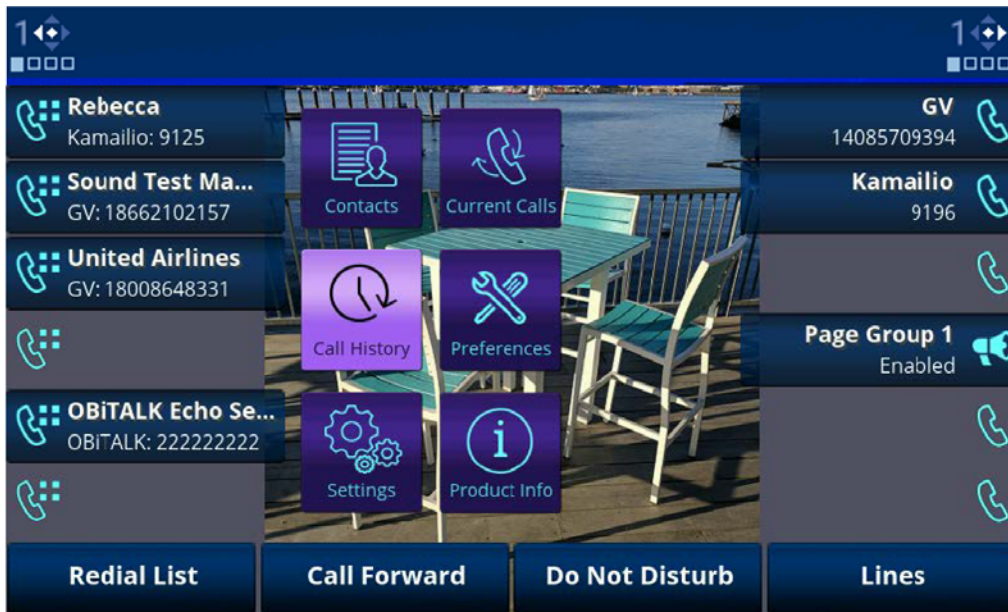 1
1
Rebecca
Kamailio: 9125
Sound Test Ma...
GV: 18662102157
United Airlines
GV: 18008648331
OBiTALK Echo Se...
OBiTALK: 222222222
Contacts
Current Calls
Call History
Preferences
Settings
Product Info
GV
14085709394
Kamailio
9196
Page Group 1
Enabled
Redial List
Call Forward
Do Not Disturb
Lines